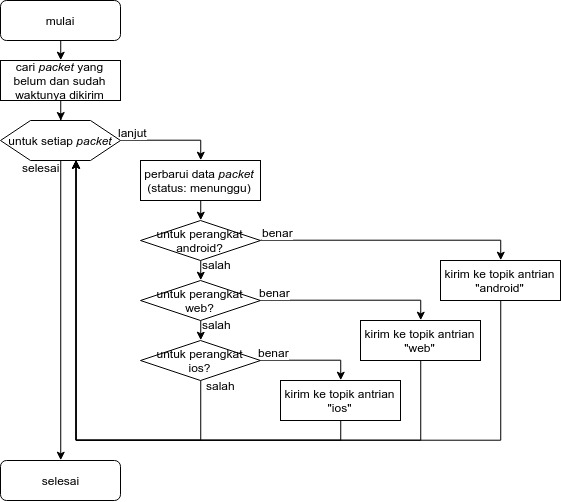 mulai
cari packet yang
belum dan sudah
waktunya dikirim
untuk setiap packet
lanjut
selesai
perbarui data packet
(status: menunggu)
untuk perangkat
android?
benar
salah
kirim ke topik antrian
"android"
untuk perangkat
web?
benar
salah
kirim ke topik antrian
"web"
untuk perangkat
ios?
benar
salah
kirim ke topik antrian
"ios"
selesai